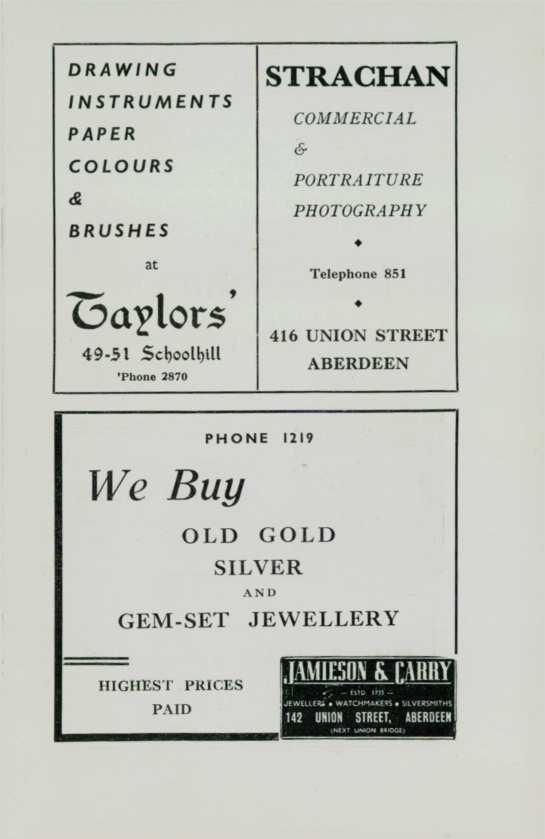 DRAWING
INSTRUMENTS
PAPER
COLOURS
&
BRUSHES
at
Taylors'
49-51 Schoolhill
'Phone 2870
STRACHAN
COMMERCIAL
&
PORTRAITURE
PHOTOGRAPHY
Telephone 851
416 UNION STREET
ABERDEEN
PHONE 1219
We Buy
OLD GOLD
SILVER
AND
GEM-SET JEWELLERY
HIGHEST PRICES
PAID
JAMIESON & CARRY
— ESTD. 1733 —
JEWELLERS • WATCHMAKERS • SILVERSMITHS
142 UNION STREET, ABERDEEN
(NEXT UNION BRIDGE)